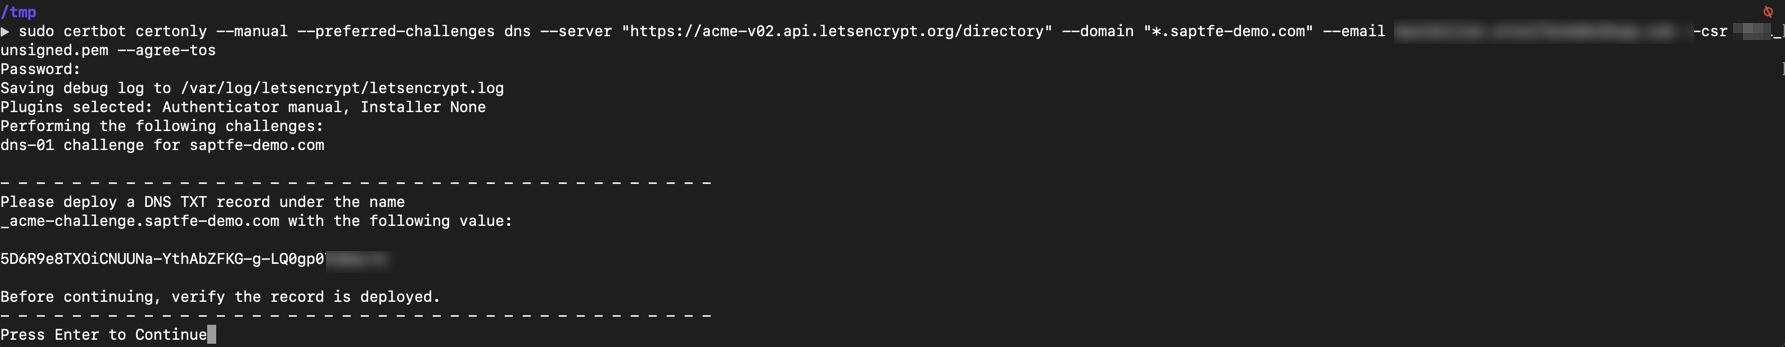 /tmp
▶ sudo certbot certonly --manual --preferred-challenges dns --server "https://acme-v02.api.letsencrypt.org/directory" --domain "*.saptfe-demo.com" --email -csr _
unsigned.pem --agree-tos
Password:
Saving debug log to /var/log/letsencrypt/letsencrypt.log
Plugins selected: Authenticator manual, Installer None
Performing the following challenges:
dns-01 challenge for saptfe-demo.com
- - - - - - - - - - - - - - - - - - - - - - - - - - - - - - - - - - - - - - - -
Please deploy a DNS TXT record under the name
_acme-challenge.saptfe-demo.com with the following value:
5D6R9e8TXOiCNUUNa-YthAbZFKG-g-LQ0gp0
Before continuing, verify the record is deployed.
- - - - - - - - - - - - - - - - - - - - - - - - - - - - - - - - - - - - - - - -
Press Enter to Continue